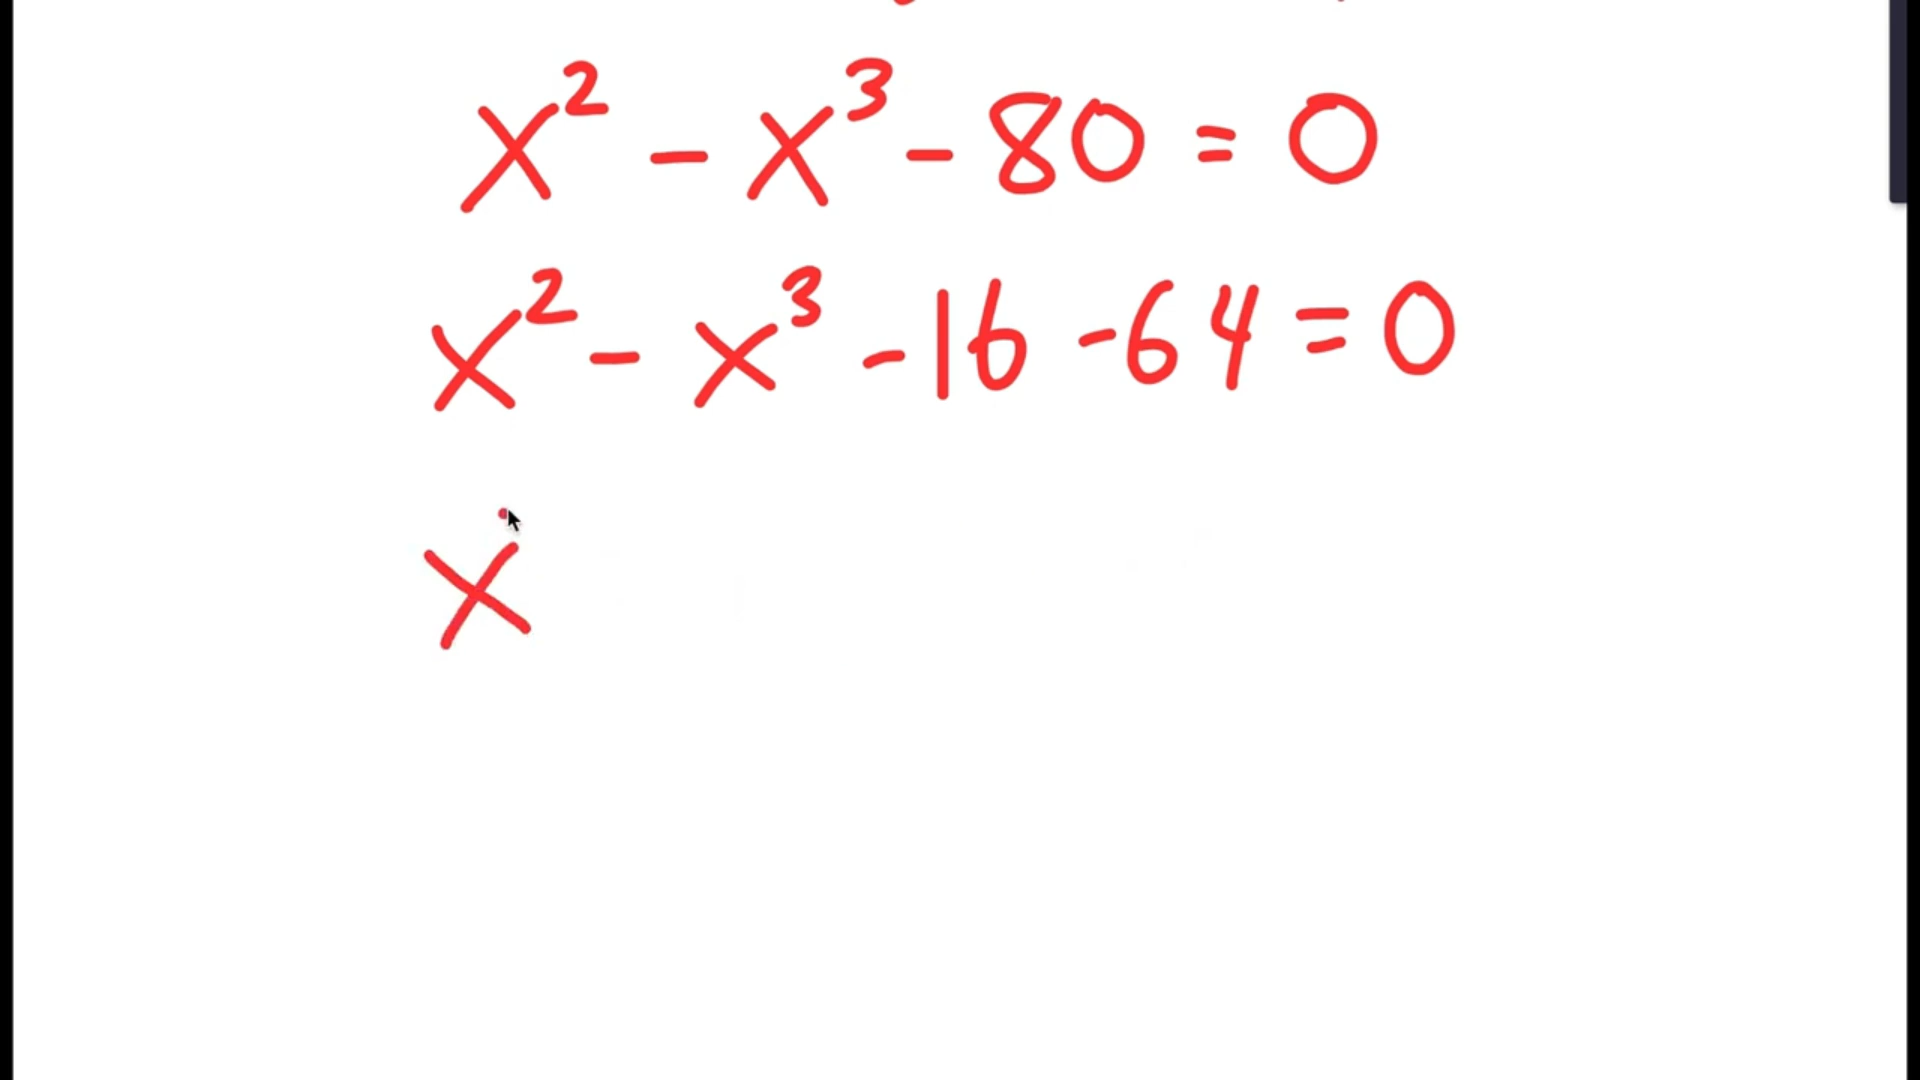 x² - x³ - 80 = 0
x² - x³ - 16 - 64 = 0
x